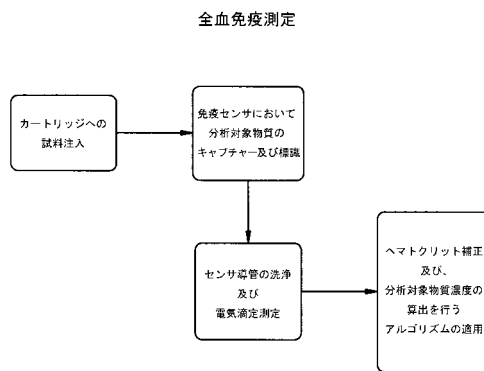 全血免疫測定
カートリッジへの
試料注入
免疫センサにおいて
分析対象物質の
キャプチャー及び標識
センサ導管の洗浄
及び
電気滴定測定
ヘマトクリット補正
及び、
分析対象物質濃度の
算出を行う
アルゴリズムの適用